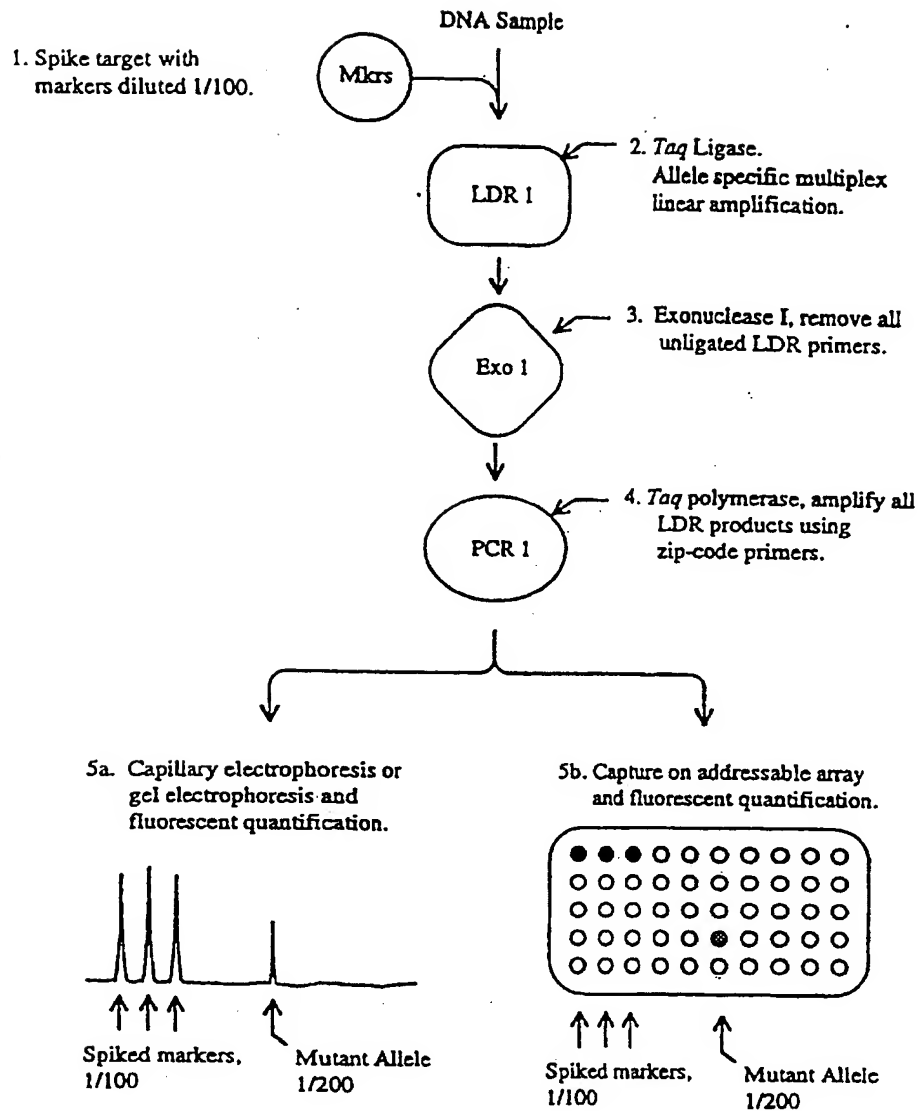 DNA Sample
1. Spike target with
markers diluted 1/100.
Mkrs
2. Taq Ligase.
Allele specific multiplex
linear amplification.
LDR 1
3. Exonuclease I, remove all
unligated LDR primers.
Exo 1
4. Taq polymerase, amplify all
LDR products using
zip-code primers.
PCR 1
5a. Capillary electrophoresis or
gel electrophoresis and
fluorescent quantification.
5b. Capture on addressable array
and fluorescent quantification.
Spiked markers,
1/100
Mutant Allele
1/200
Spiked markers,
1/100
Mutant Allele
1/200